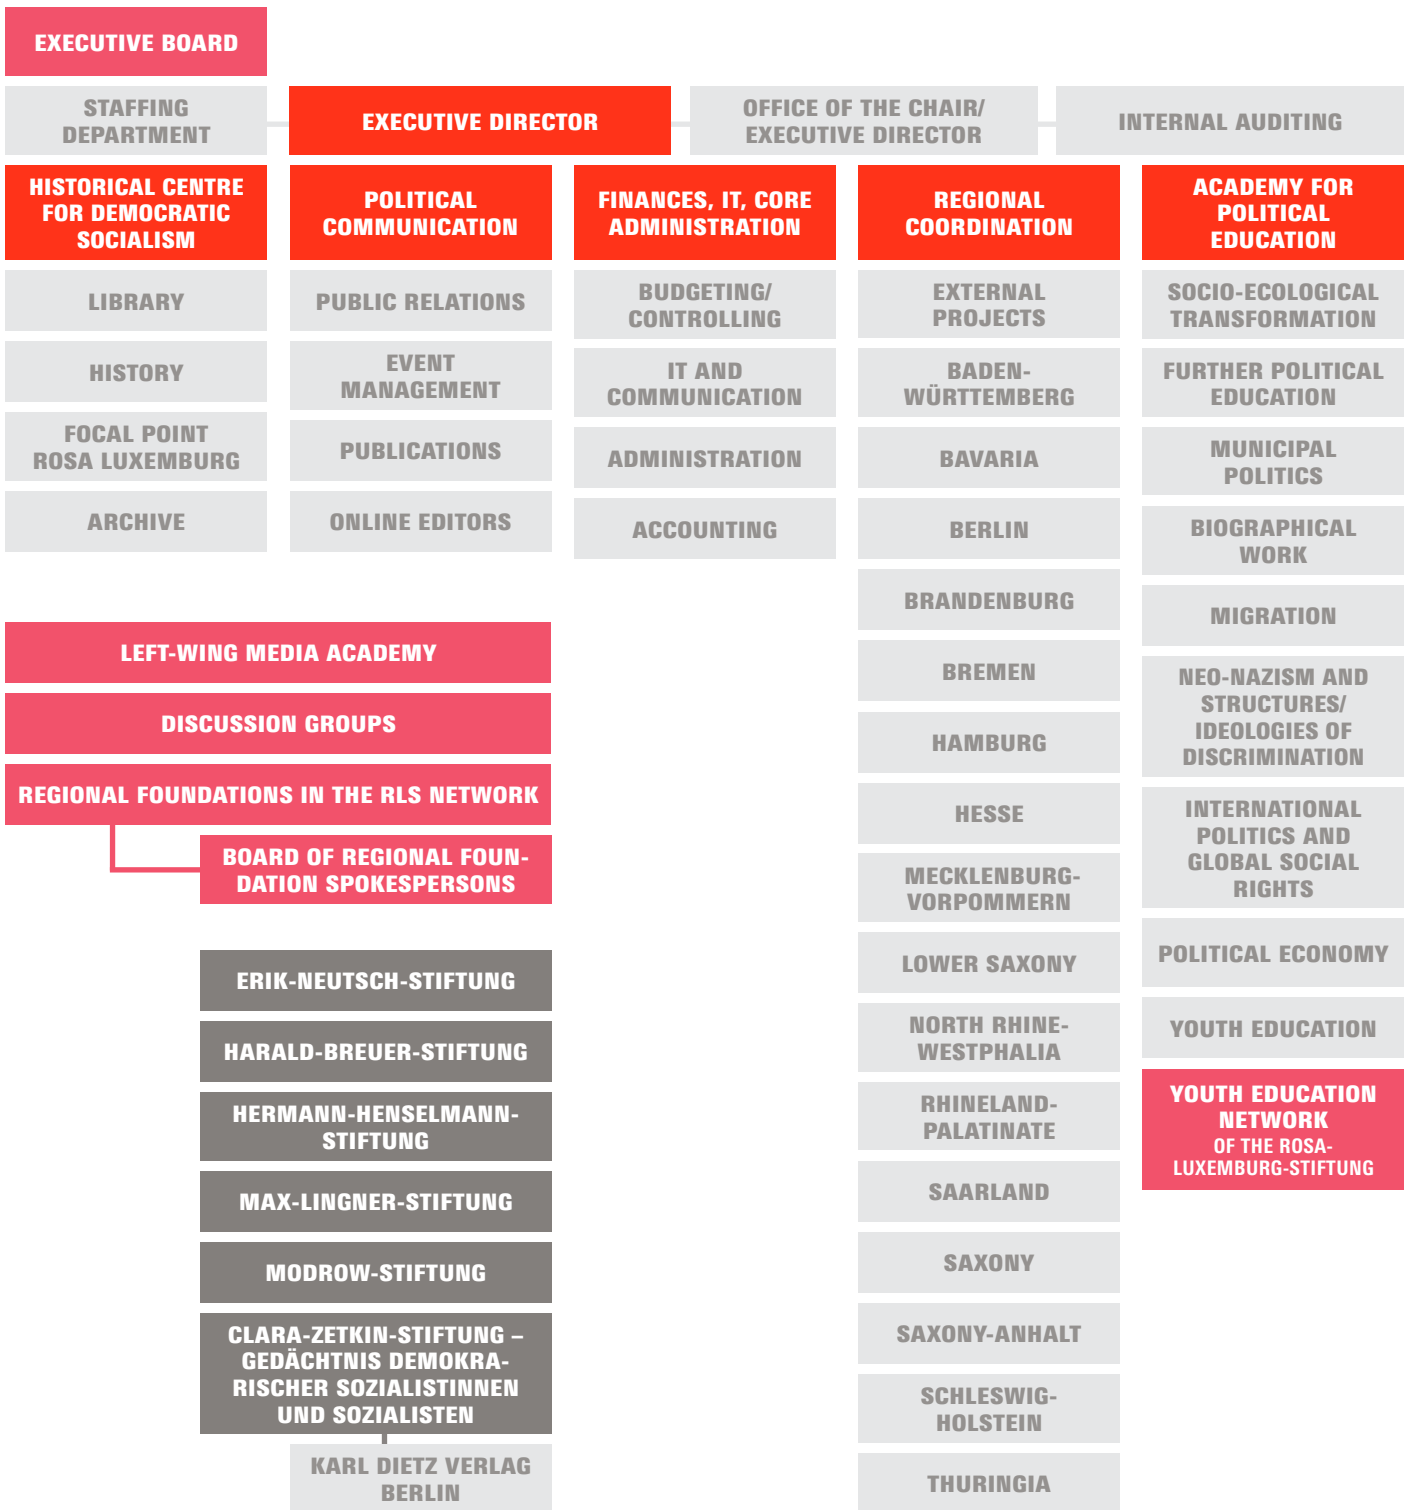 EXECUTIVE BOARD
STAFFING
DEPARTMENT
EXECUTIVE DIRECTOR
OFFICE OF THE CHAIR/
EXECUTIVE DIRECTOR
INTERNAL AUDITING
HISTORICAL CENTRE
FOR DEMOCRATIC
SOCIALISM
LIBRARY
HISTORY
FOCAL POINT
ROSA LUXEMBURG
ARCHIVE
POLITICAL
COMMUNICATION
PUBLIC RELATIONS
EVENT
MANAGEMENT
PUBLICATIONS
ONLINE EDITORS
FINANCES, IT, CORE
ADMINISTRATION
BUDGETING/
CONTROLLING
IT AND
COMMUNICATION
ADMINISTRATION
ACCOUNTING
REGIONAL
COORDINATION
EXTERNAL
PROJECTS
BADEN-
WÜRTTEMBERG
BAVARIA
BERLIN
BRANDENBURG
BREMEN
HAMBURG
HESSE
MECKLENBURG-
VORPOMMERN
LOWER SAXONY
NORTH RHINE-
WESTPHALIA
RHINELAND-
PALATINATE
SAARLAND
SAXONY
SAXONY-ANHALT
SCHLESWIG-
HOLSTEIN
THURINGIA
ACADEMY FOR
POLITICAL
EDUCATION
SOCIO-ECOLOGICAL
TRANSFORMATION
FURTHER POLITICAL
EDUCATION
MUNICIPAL
POLITICS
BIOGRAPHICAL
WORK
MIGRATION
NEO-NAZISM AND
STRUCTURES/
IDEOLOGIES OF
DISCRIMINATION
INTERNATIONAL
POLITICS AND
GLOBAL SOCIAL
RIGHTS
POLITICAL ECONOMY
YOUTH EDUCATION
YOUTH EDUCATION
NETWORK
OF THE ROSA-
LUXEMBURG-STIFTUNG
LEFT-WING MEDIA ACADEMY
DISCUSSION GROUPS
REGIONAL FOUNDATIONS IN THE RLS NETWORK
BOARD OF REGIONAL FOUN-
DATION SPOKESPERSONS
ERIK-NEUTSCH-STIFTUNG
HARALD-BREUER-STIFTUNG
HERMANN-HENSELMANN-
STIFTUNG
MAX-LINGNER-STIFTUNG
MODROW-STIFTUNG
CLARA-ZETKIN-STIFTUNG –
GEDÄCHTNIS DEMOKRA-
RISCHER SOZIALISTINNEN
UND SOZIALISTEN
KARL DIETZ VERLAG
BERLIN